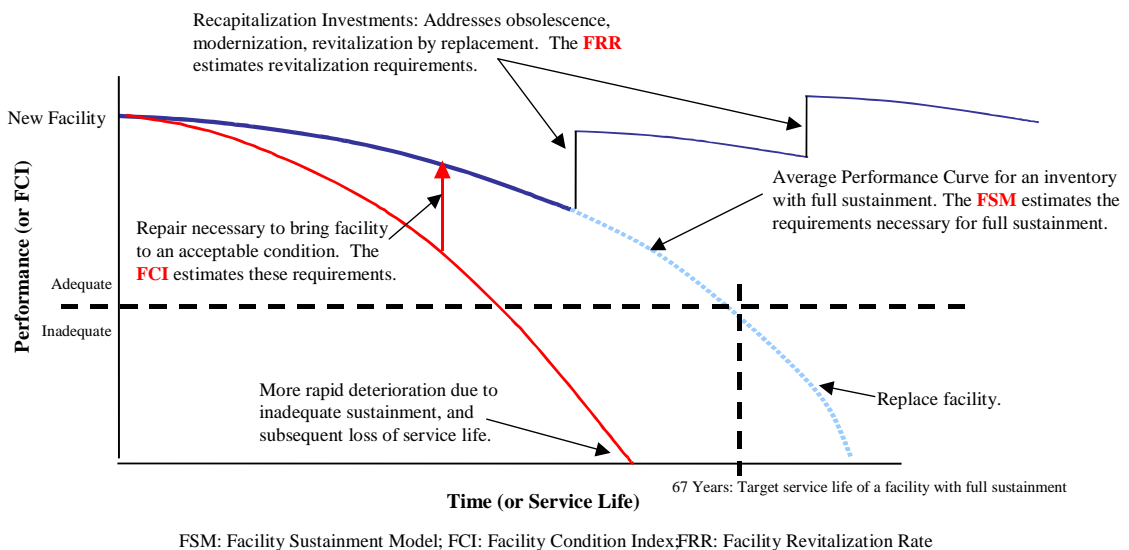 Recapitalization Investments: Addresses obsolescence,
modernization, revitalization by replacement. The FRR
estimates revitalization requirements.
New Facility
Average Performance Curve for an inventory
with full sustainment. The FSM estimates the
requirements necessary for full sustainment.
Repair necessary to bring facility
to an acceptable condition. The
FCI estimates these requirements.
Performance (or FCI)
Adequate
Inadequate
More rapid deterioration due to
inadequate sustainment, and
subsequent loss of service life.
Replace facility.
67 Years: Target service life of a facility with full sustainment
Time (or Service Life)
FSM: Facility Sustainment Model; FCI: Facility Condition Index;FRR: Facility Revitalization Rate